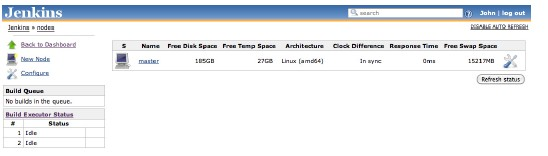 Jenkins
search
John | log out
Jenkins » nodes
DISABLE AUTO REFRESH
Back to Dashboard
New Node
Configure
S Name Free Disk Space Free Temp Space Architecture Clock Difference Response Time Free Swap Space
master 185GB 27GB Linux (amd64) In sync 0ms 15217MB
Refresh status
Build Queue
No builds in the queue.
Build Executor Status
# Status
1 Idle
2 Idle